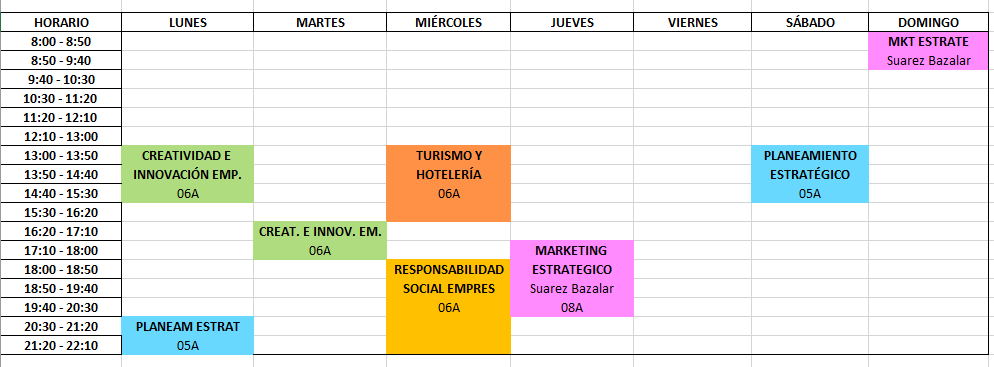 HORARIO LUNES MARTES MIÉRCOLES JUEVES VIERNES SÁBADO DOMINGO
8:00 - 8:50 MKT ESTRATE
8:50 - 9:40 Suarez Bazalar
9:40 - 10:30
10:30 - 11:20
11:20 - 12:10
12:10 - 13:00
13:00 - 13:50 CREATIVIDAD E TURISMO Y PLANEAMIENTO
13:50 - 14:40 INNOVACIÓN EMP. HOTELERÍA ESTRATÉGICO
14:40 - 15:30 06A 06A 05A
15:30 - 16:20
16:20 - 17:10 CREAT. E INNOV. EM.
17:10 - 18:00 06A MARKETING
18:00 - 18:50 RESPONSABILIDAD ESTRATEGICO
18:50 - 19:40 SOCIAL EMPRES Suarez Bazalar
19:40 - 20:30 06A 08A
20:30 - 21:20 PLANEAM ESTRAT
21:20 - 22:10 05A